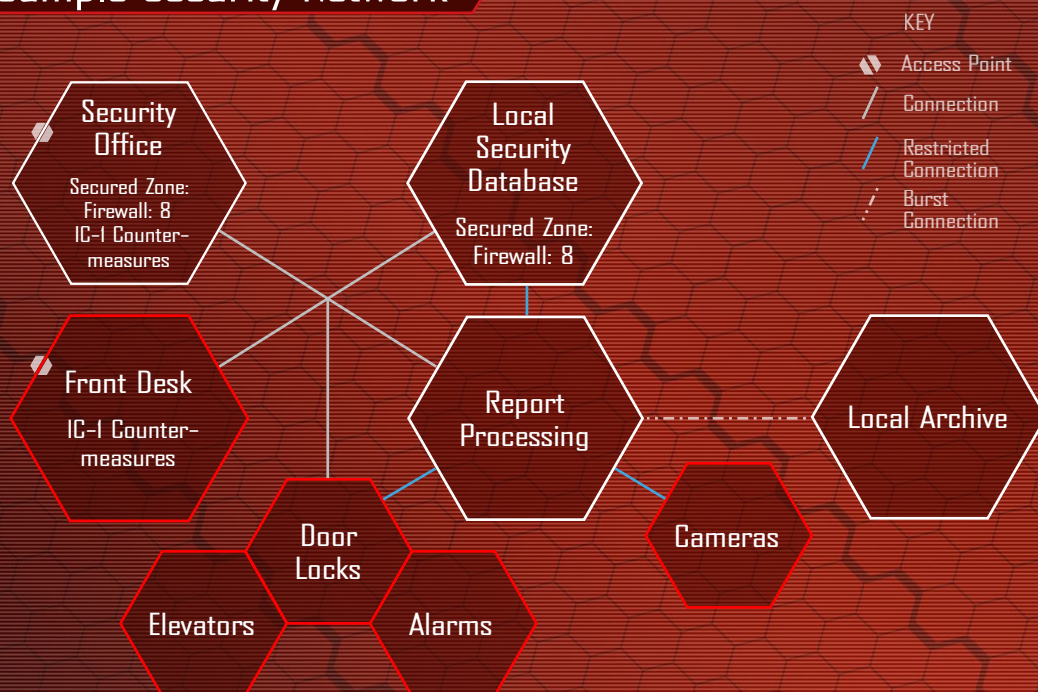 Sample Security Network
KEY
Access Point
Connection
Restricted
Connection
Burst
Connection
Security
Office
Secured Zone:
Firewall: 8
IC-1 Counter-
measures
Local
Security
Database
Secured Zone:
Firewall: 8
Front Desk
IC-1 Counter-
measures
Report
Processing
Local Archive
Door
Locks
Cameras
Elevators
Alarms